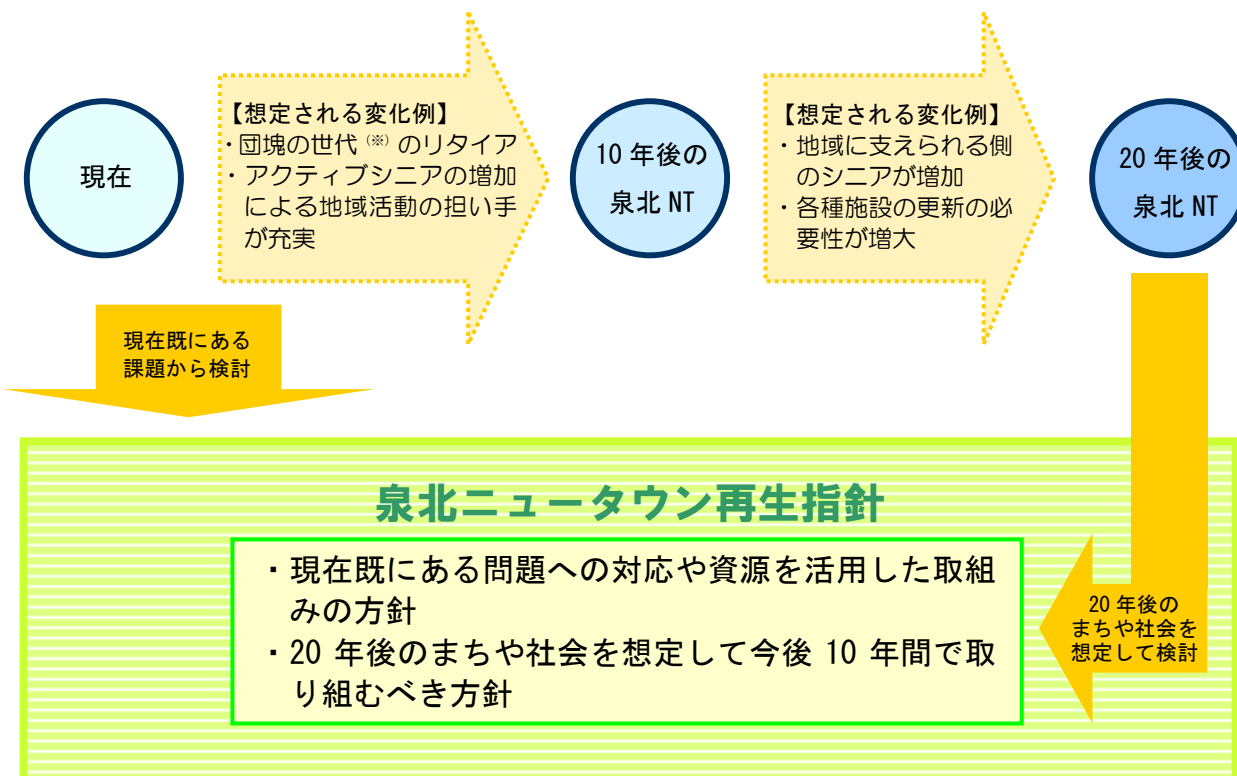 現在
【想定される変化例】
・団塊の世代(※)のリタイア
・アクティブシニアの増加
による地域活動の担い手
が充実
10 年後の
泉北 NT
【想定される変化例】
・地域に支えられる側
のシニアが増加
・各種施設の更新の必
要性が増大
20 年後の
泉北 NT
現在既にある
課題から検討
泉北ニュータウン再生指針
・現在既にある問題への対応や資源を活用した取組
みの方針
・20 年後のまちや社会を想定して今後 10 年間で取
り組むべき方針
20 年後の
まちや社会を
想定して検討